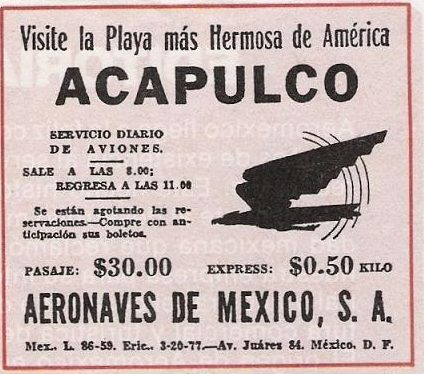 Visite la Playa más Hermosa de América
ACAPULCO
SERVICIO DIARIO
DE AVIONES.
SALE A LAS 8.00;
REGRESA A LAS 11.00
Se están agotando las re-
servaciones.—Compre con an-
ticipación sus boletos.
PASAJE: $30.00 EXPRESS: $0.50 KILO
AERONAVES DE MEXICO, S. A.
Mex. L. 86-59. Eric. 3-20-77.—Av. Juárez 84. México, D. F.